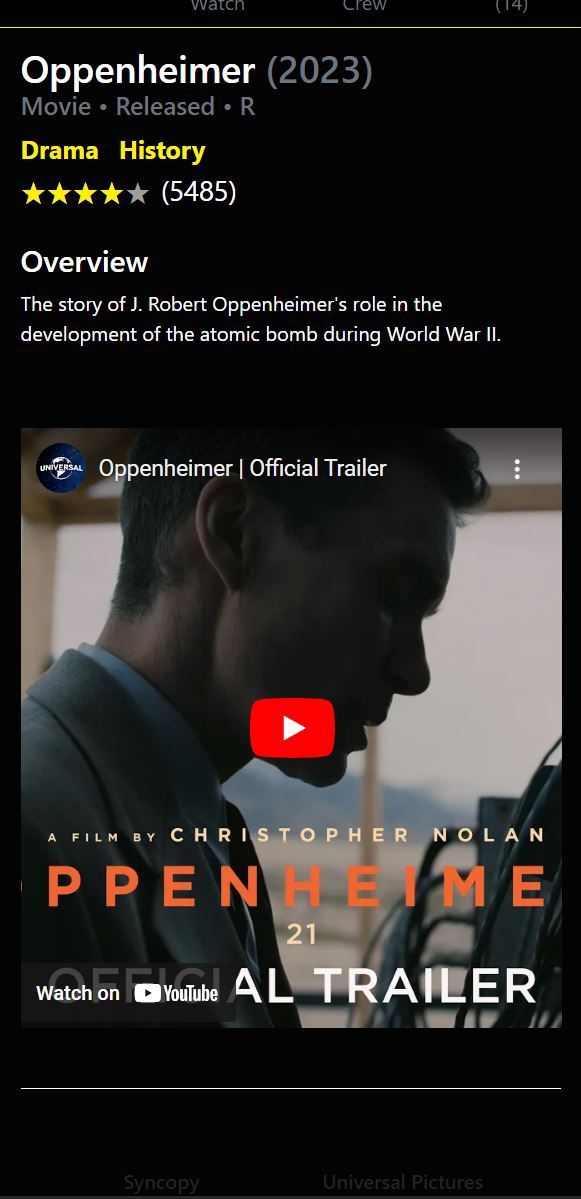 Watch Crew (14)
Oppenheimer (2023)
Movie • Released • R
Drama History
(5485)
Overview
The story of J. Robert Oppenheimer's role in the
development of the atomic bomb during World War II.
UNIVERSAL
Oppenheimer | Official Trailer
A FILM BY CHRISTOPHER NOLAN
PPENHEIME
21
OFFICIAL TRAILER
Watch on YouTube
Syncopy Universal Pictures